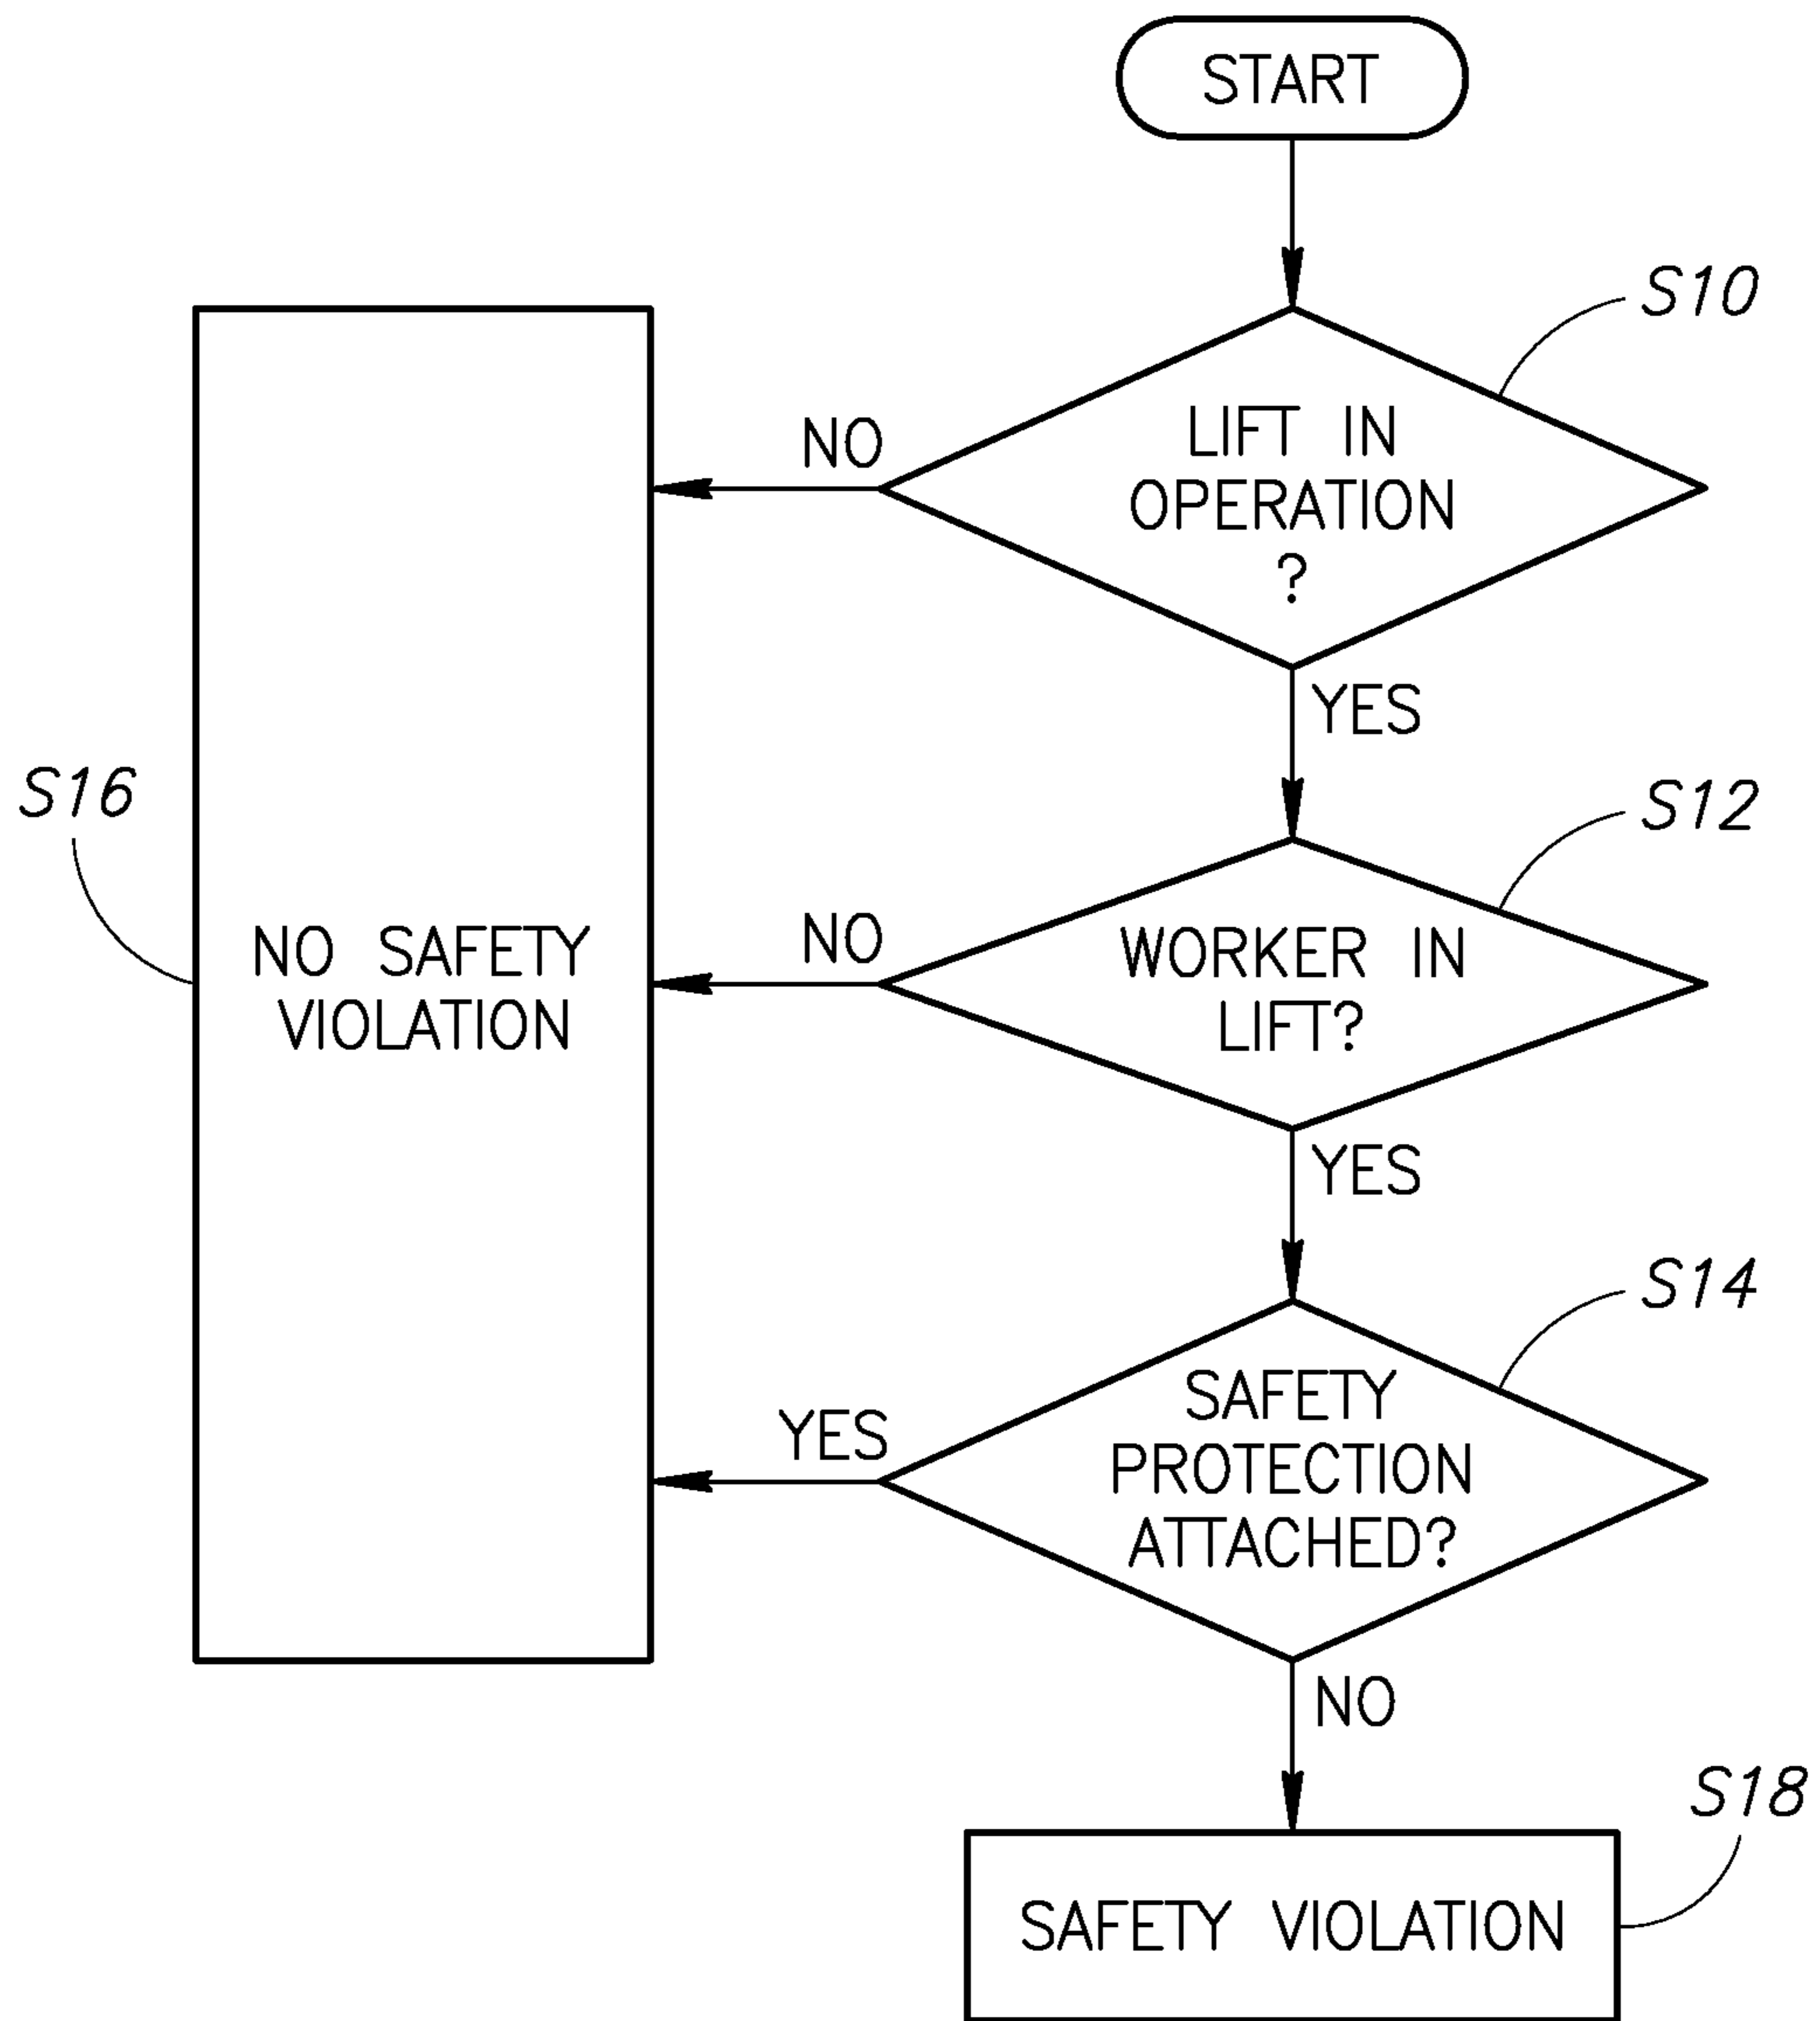 START
S10
LIFT IN
OPERATION
?
NO
YES
S16
S12
NO SAFETY
VIOLATION
NO
WORKER IN
LIFT?
YES
S14
YES
SAFETY
PROTECTION
ATTACHED?
NO
S18
SAFETY VIOLATION